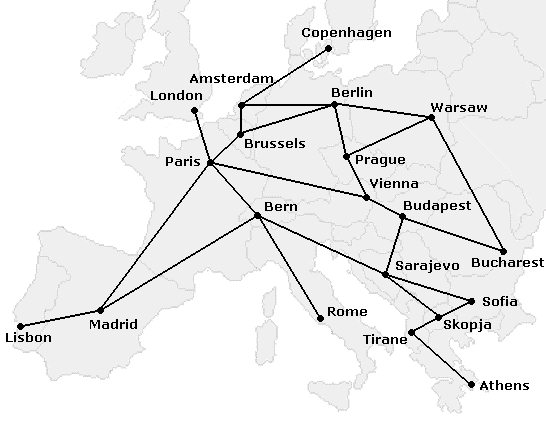 Copenhagen
Amsterdam
London
Berlin
Warsaw
Brussels
Paris
Prague
Vienna
Bern
Budapest
Sarajevo
Bucharest
Sofia
Rome
Skopja
Madrid
Lisbon
Tirane
Athens